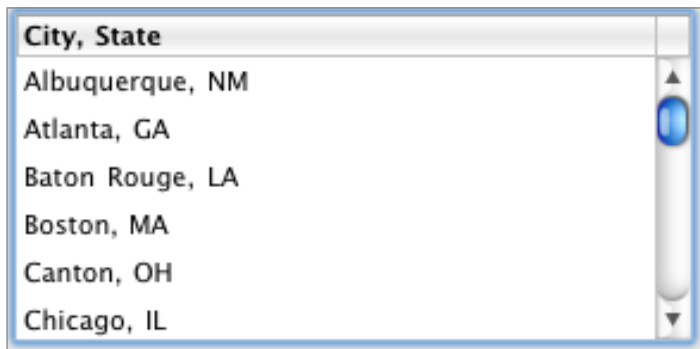 City, State
Albuquerque, NM
Atlanta, GA
Baton Rouge, LA
Boston, MA
Canton, OH
Chicago, IL